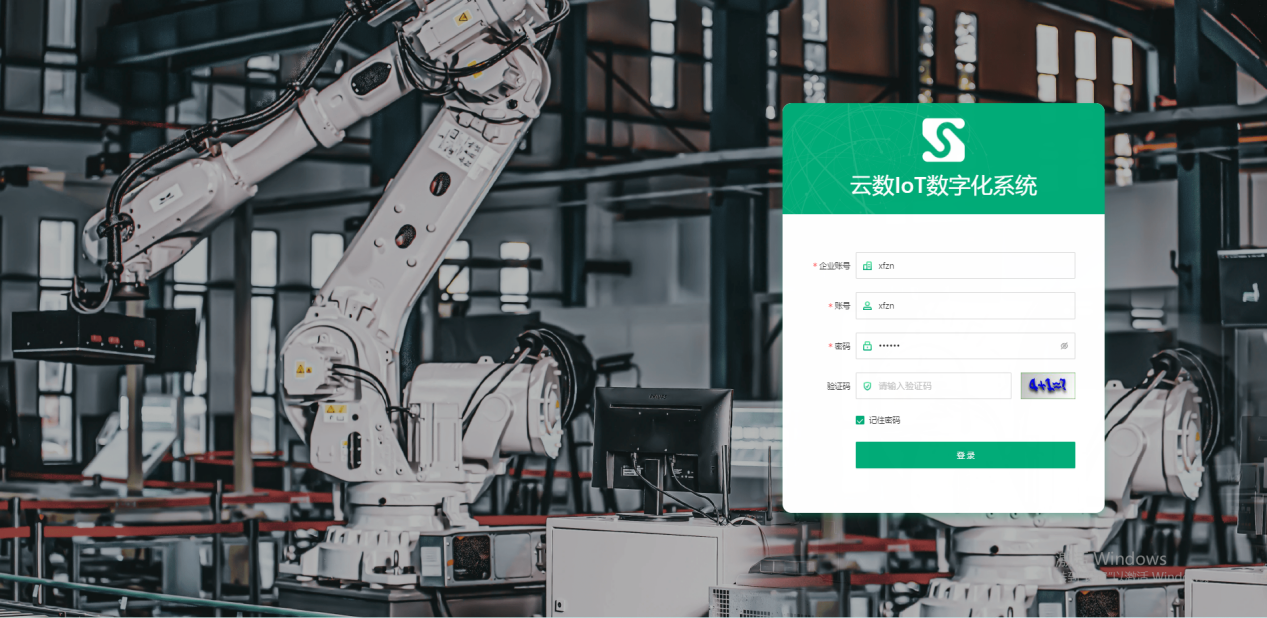 云数IoT数字化系统
* 企业账号 xfzn
* 账号 xfzn
* 密码 ••••••
验证码 请输入验证码 4+1=?
记住密码
登录
Windows